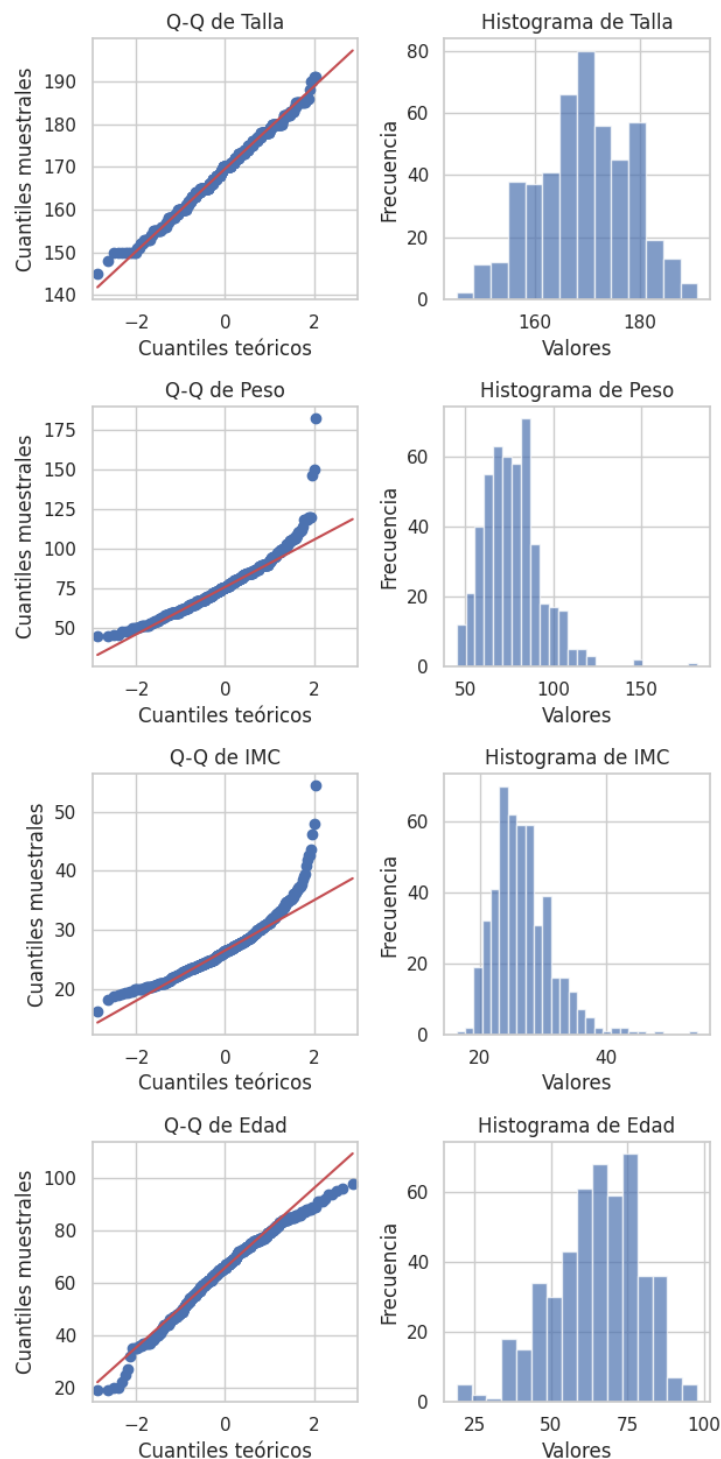 Q-Q de Talla
Histograma de Talla
Cuantiles muestrales
190
180
170
160
150
140
−2
0
2
Cuantiles teóricos
Frecuencia
80
60
40
20
0
160
180
Valores
Q-Q de Peso
Histograma de Peso
Cuantiles muestrales
175
150
125
100
75
50
−2
0
2
Cuantiles teóricos
Frecuencia
60
40
20
0
50
100
150
Valores
Q-Q de IMC
Histograma de IMC
Cuantiles muestrales
50
40
30
20
−2
0
2
Cuantiles teóricos
Frecuencia
60
40
20
0
20
40
Valores
Q-Q de Edad
Histograma de Edad
Cuantiles muestrales
100
80
60
40
20
−2
0
2
Cuantiles teóricos
Frecuencia
60
40
20
0
25
50
75
100
Valores